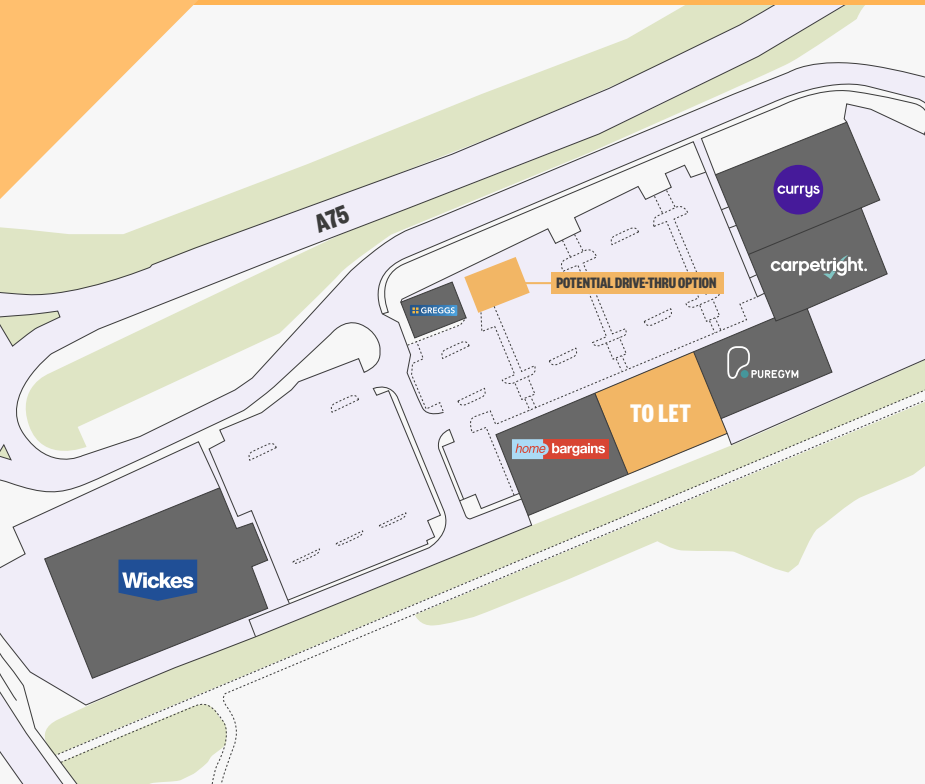 A75
currys
carpetright.
GREGGS
POTENTIAL DRIVE-THRU OPTION
PUREGYM
TO LET
home bargains
Wickes